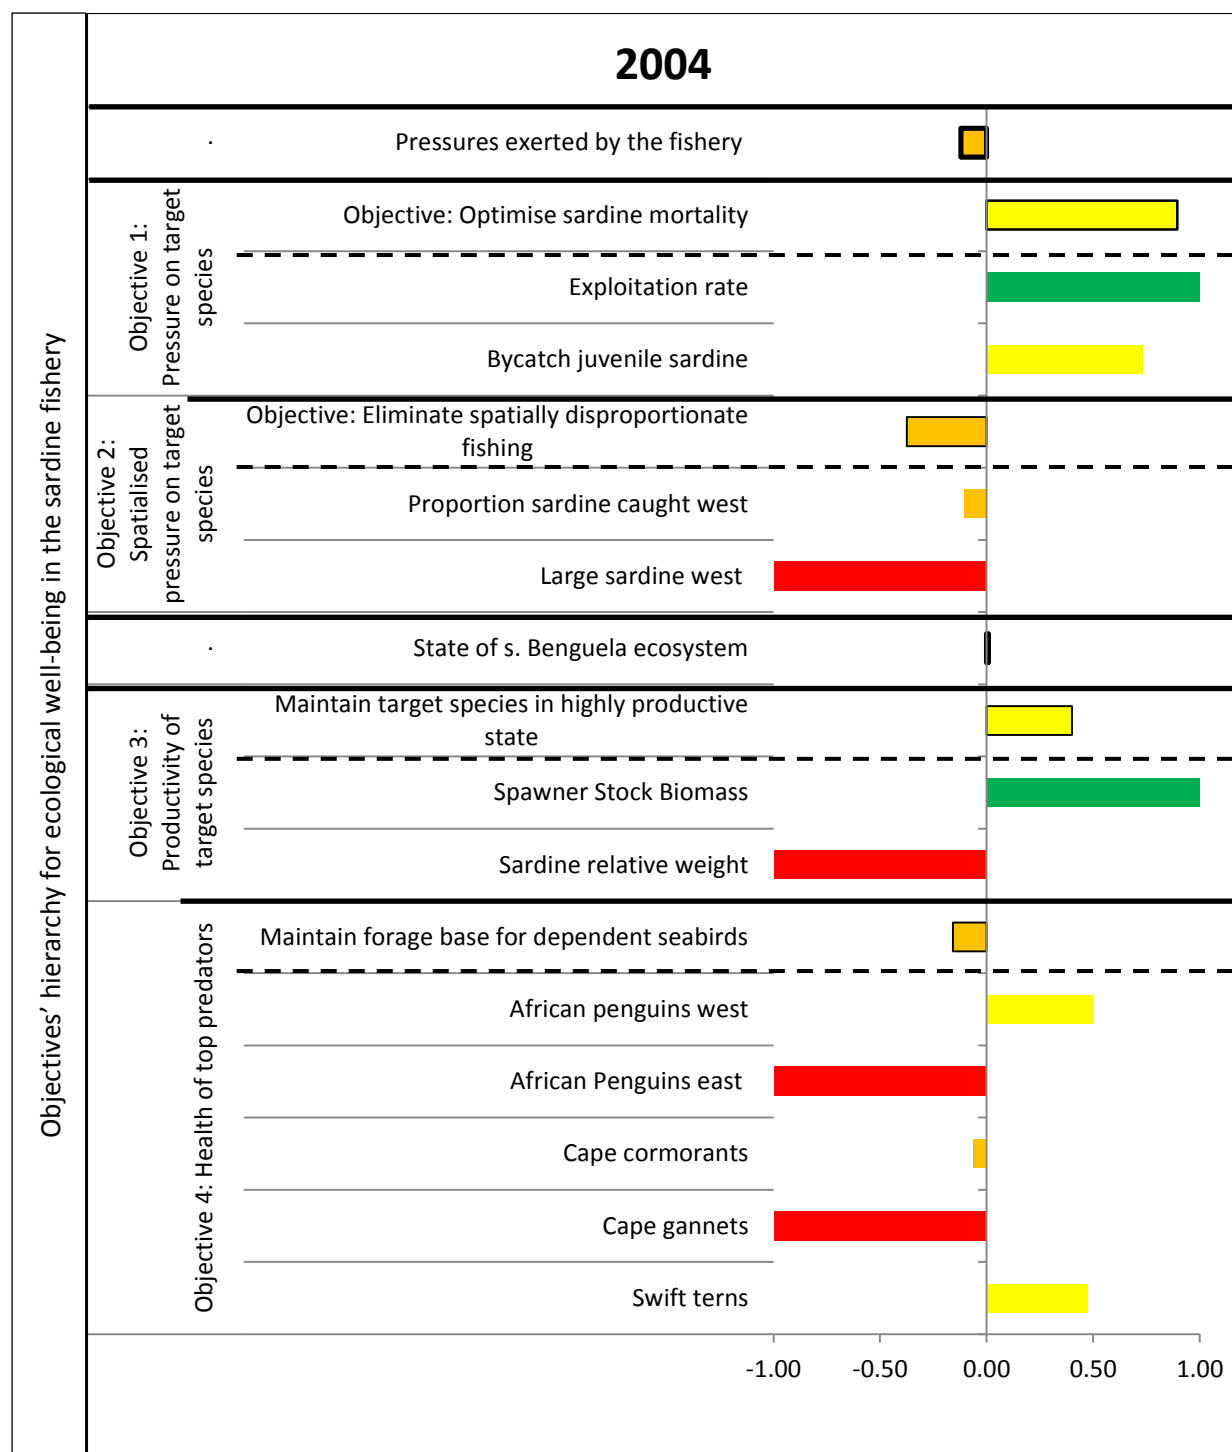 2004
Objectives’ hierarchy for ecological well-being in the sardine fishery
.
Pressures exerted by the fishery
Objective 1:
Pressure on target
species
Objective: Optimise sardine mortality
Exploitation rate
Bycatch juvenile sardine
Objective 2:
Spatialised
pressure on target
species
Objective: Eliminate spatially disproportionate
fishing
Proportion sardine caught west
Large sardine west
.
State of s. Benguela ecosystem
Objective 3:
Productivity of
target species
Maintain target species in highly productive
state
Spawner Stock Biomass
Sardine relative weight
Objective 4: Health of top predators
Maintain forage base for dependent seabirds
African penguins west
African Penguins east
Cape cormorants
Cape gannets
Swift terns
-1.00 -0.50 0.00 0.50 1.00